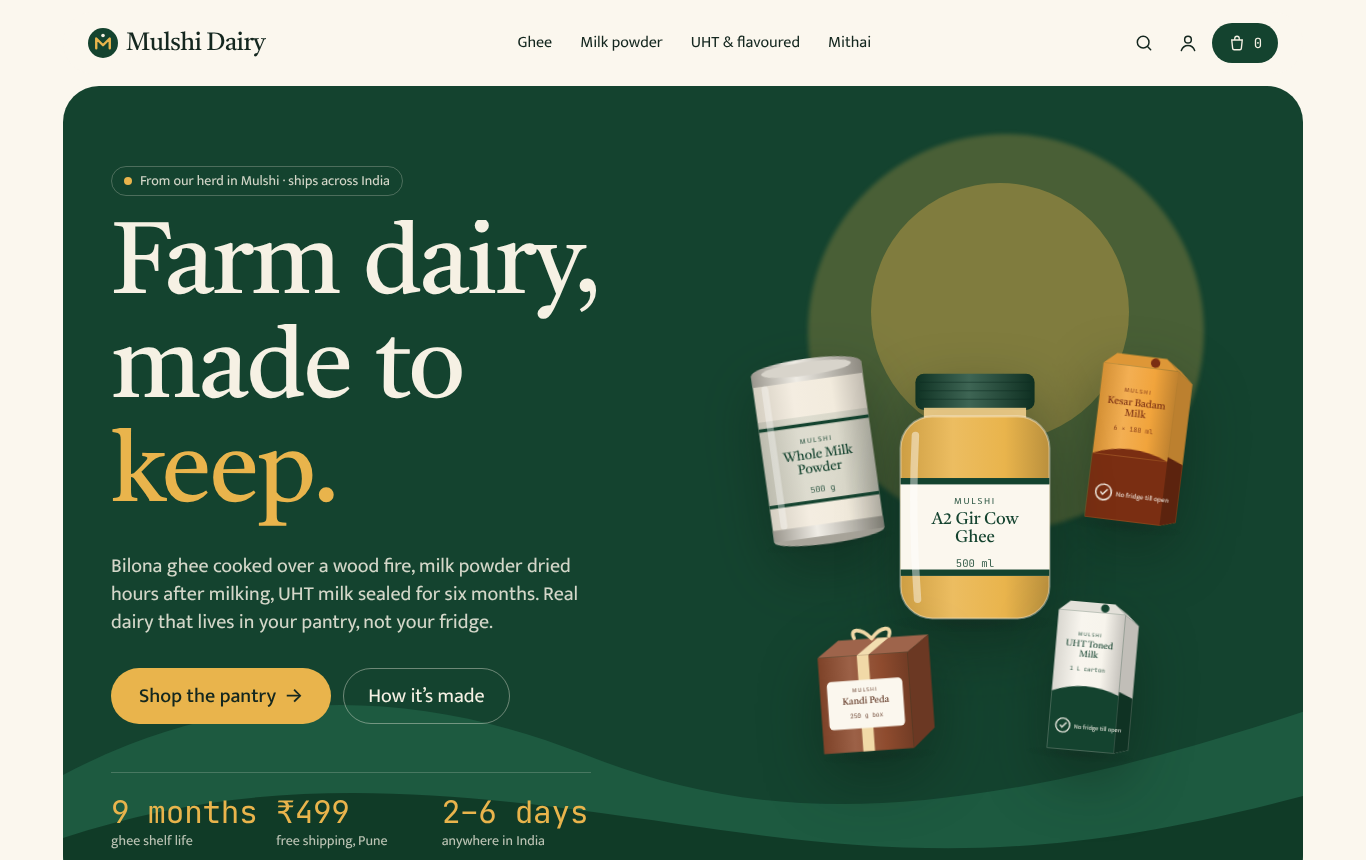 Mulshi Dairy
Ghee
Milk powder
UHT & flavoured
Mithai
0
From our herd in Mulshi · ships across India
Farm dairy,
made to
keep.
Bilona ghee cooked over a wood fire, milk powder dried
hours after milking, UHT milk sealed for six months. Real
dairy that lives in your pantry, not your fridge.
Shop the pantry →
How it’s made
9 months
ghee shelf life
₹499
free shipping, Pune
2–6 days
anywhere in India
MULSHI
Whole Milk
Powder
500 g
MULSHI
A2 Gir Cow
Ghee
500 ml
MULSHI
Kesar Badam
Milk
6 × 180 ml
No fridge till open
MULSHI
Kandi Peda
250 g box
MULSHI
UHT Toned
Milk
1 L carton
No fridge till open